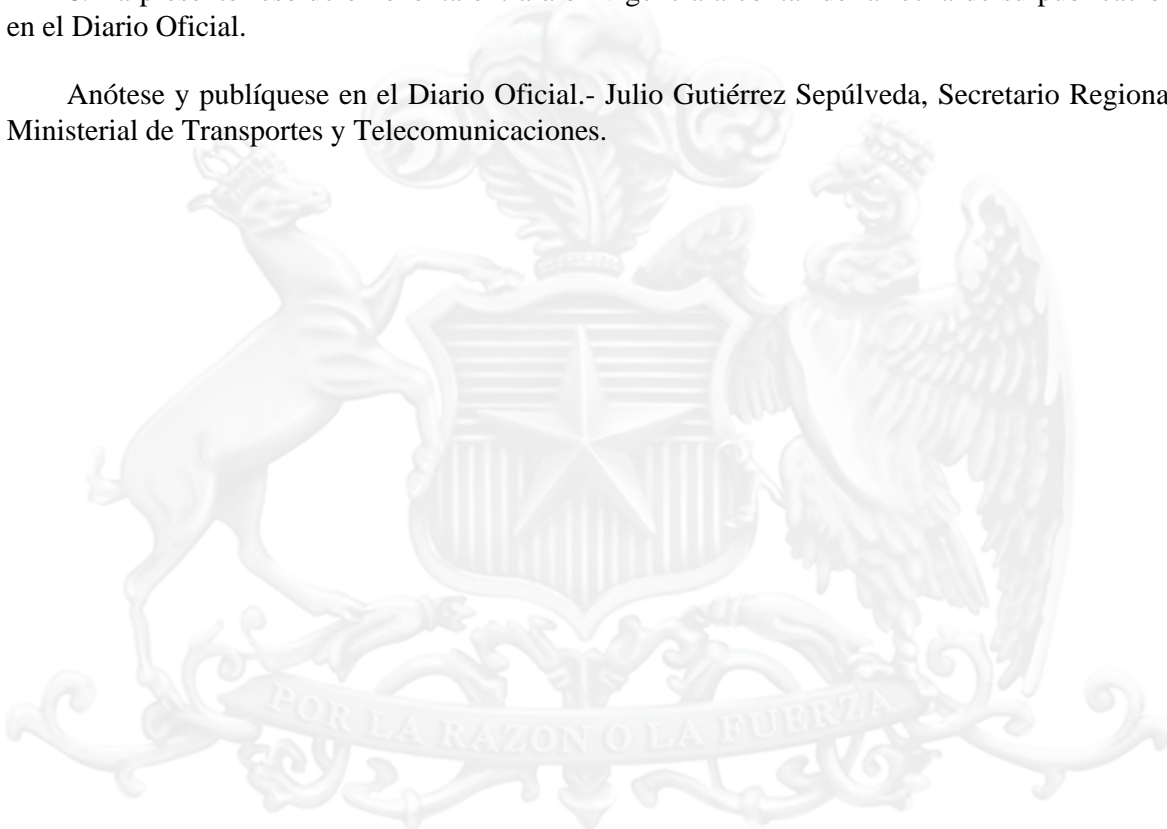 en el Diario Oficial.
Anótese y publíquese en el Diario Oficial.- Julio Gutiérrez Sepúlveda, Secretario Regiona
Ministerial de Transportes y Telecomunicaciones.
POR LA RAZON O LA FUERZA